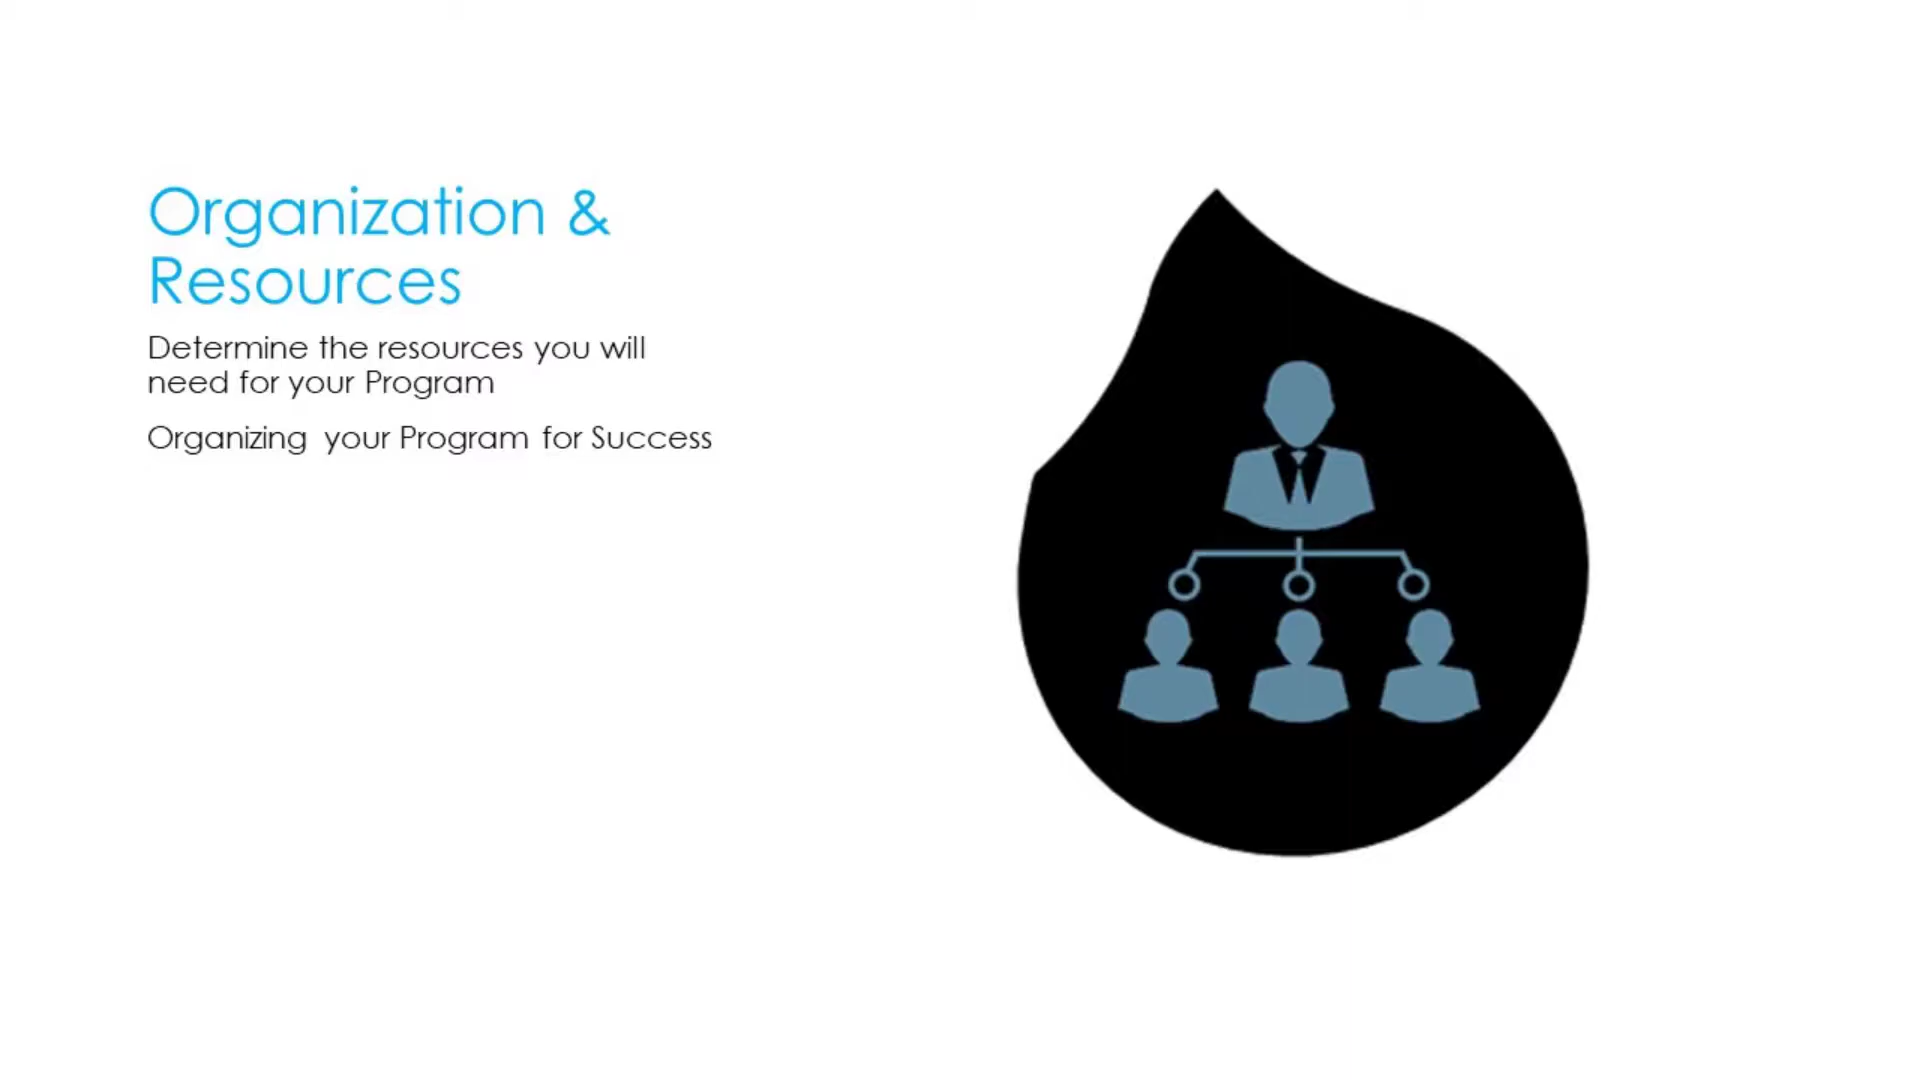 Organization &
Resources
Determine the resources you will
need for your Program
Organizing your Program for Success